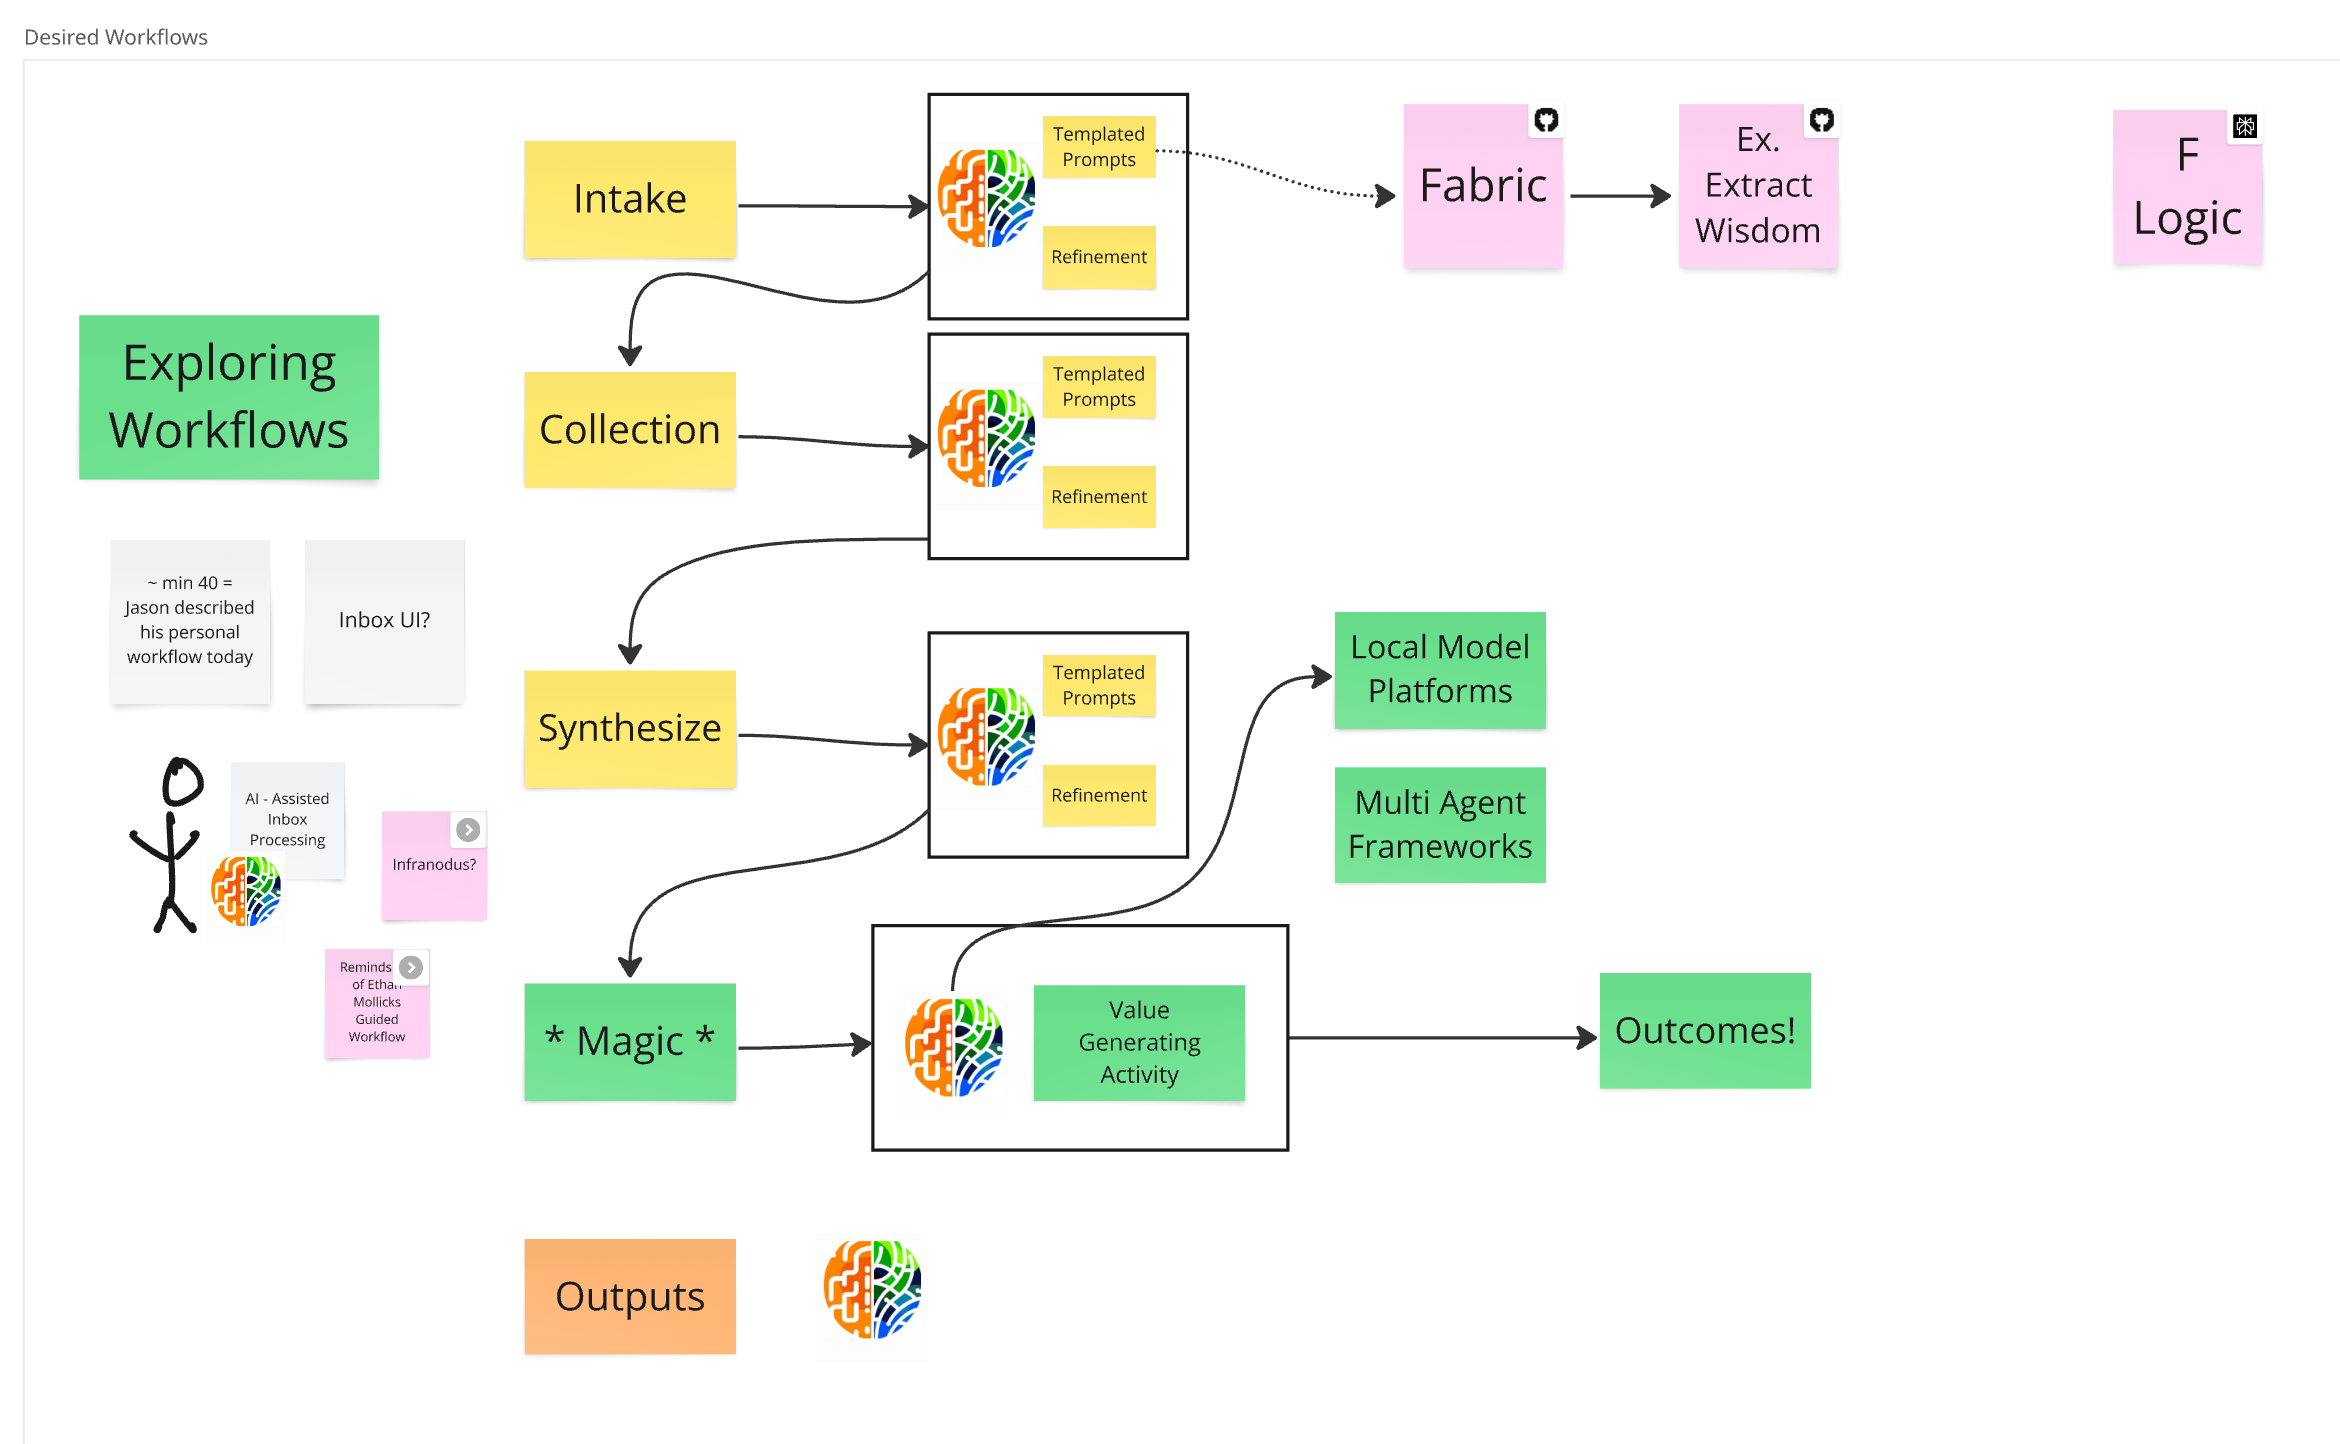 Desired Workflows
Intake
Templated
Prompts
Refinement
Fabric
Ex.
Extract
Wisdom
F
Logic
Exploring
Workflows
Collection
Templated
Prompts
Refinement
~ min 40 =
Jason described
his personal
workflow today
Inbox UI?
Synthesize
Templated
Prompts
Refinement
Local Model
Platforms
Multi Agent
Frameworks
AI - Assisted
Inbox
Processing
Infranodus?
Reminds
of Ethan
Mollicks
Guided
Workflow
* Magic *
Value
Generating
Activity
Outcomes!
Outputs